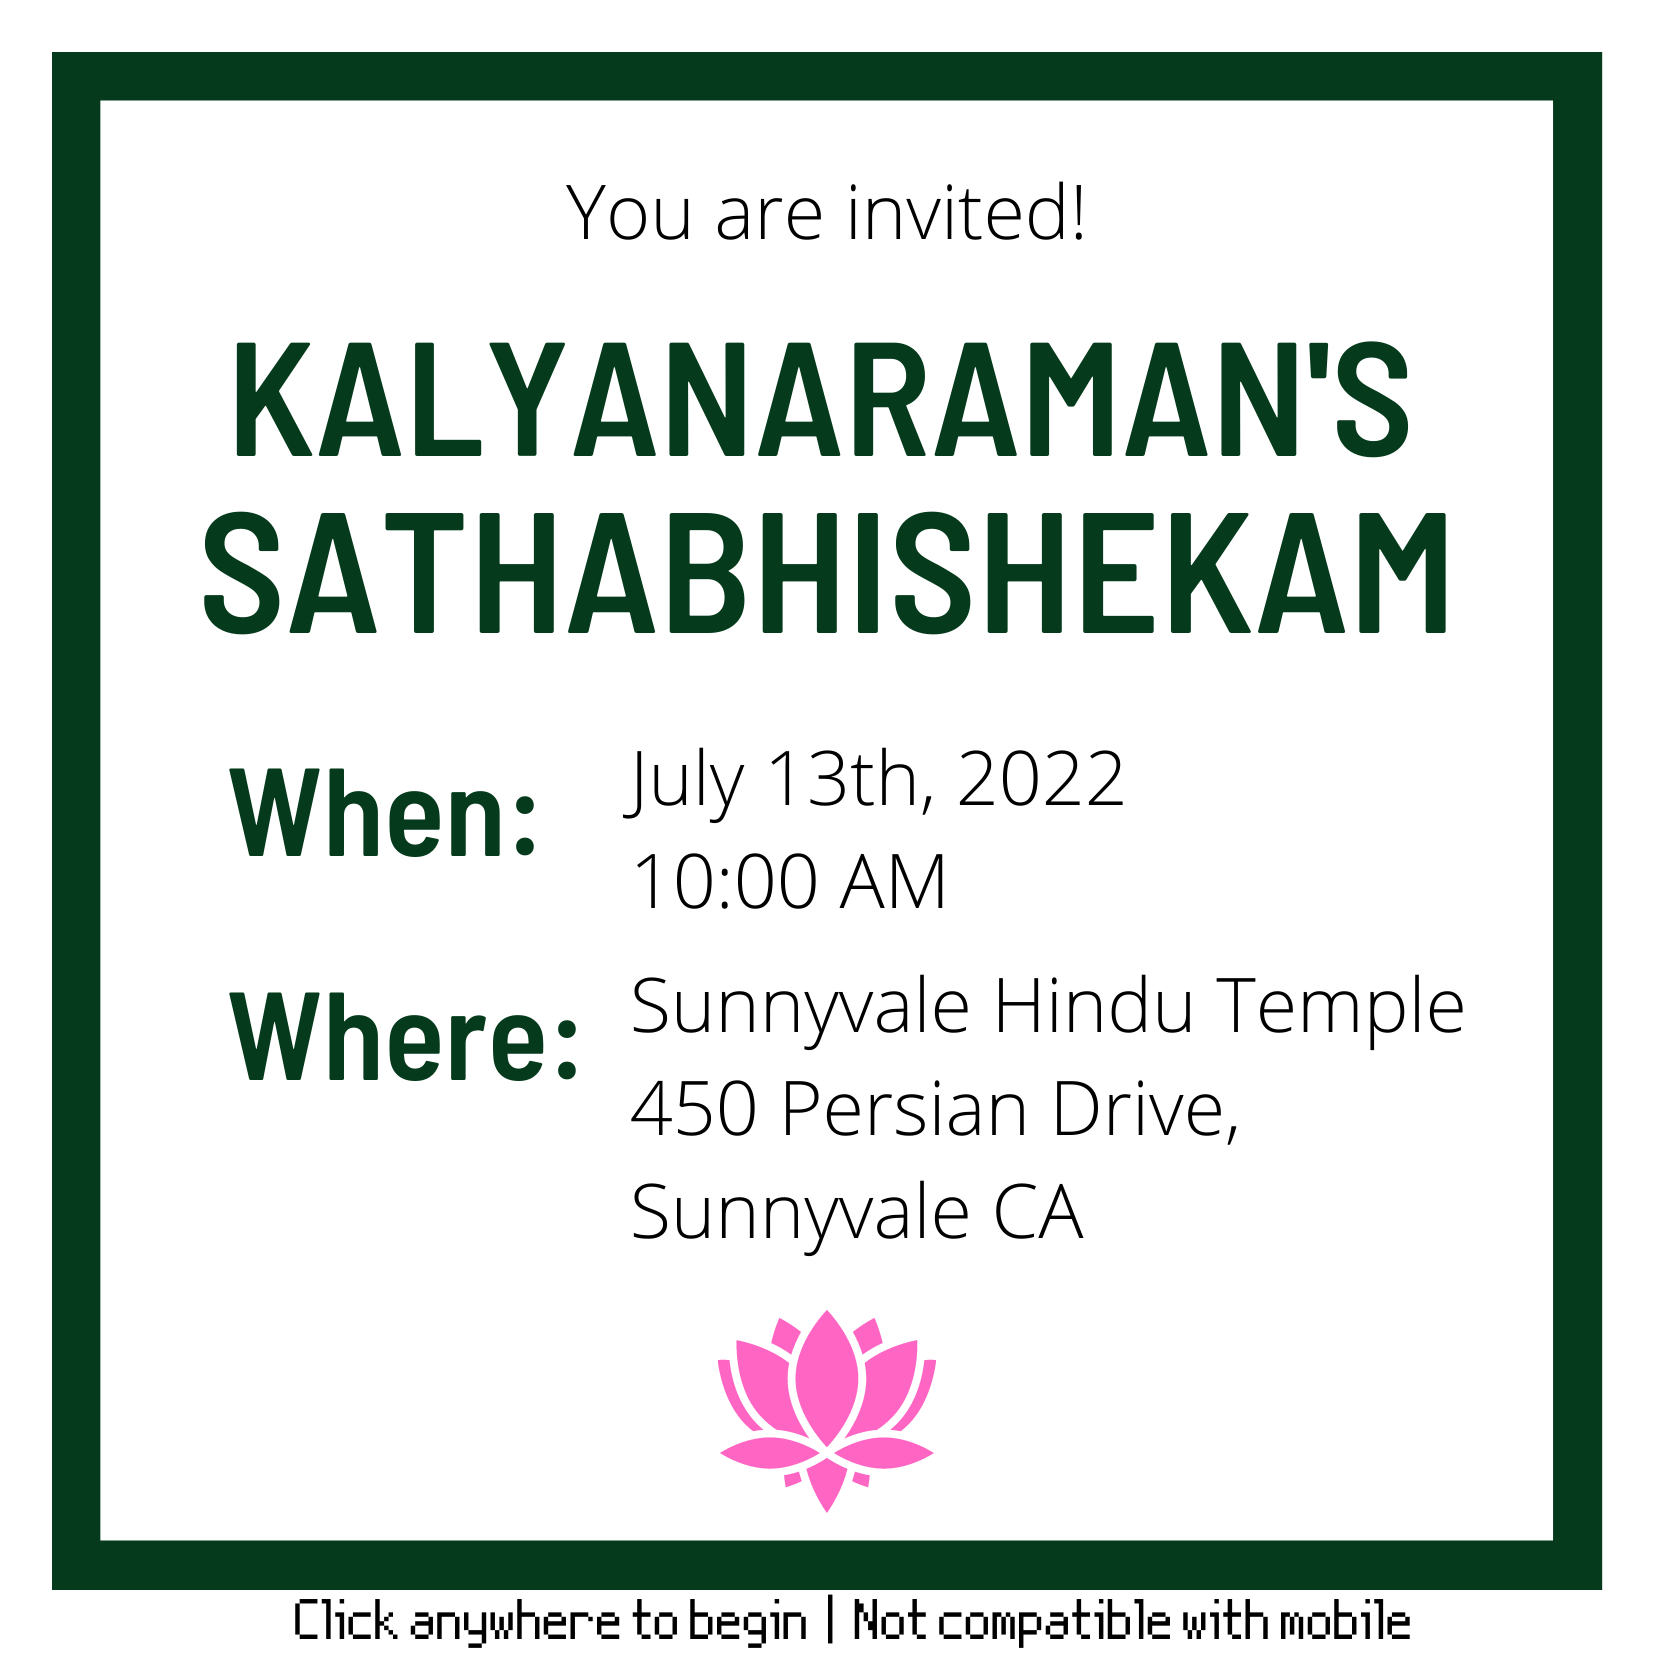 You are invited!
KALYANARAMAN'S
SATHABHISHEKAM
When:
July 13th, 2022
10:00 AM
Where:
Sunnyvale Hindu Temple
450 Persian Drive,
Sunnyvale CA
Click anywhere to begin | Not compatible with mobile